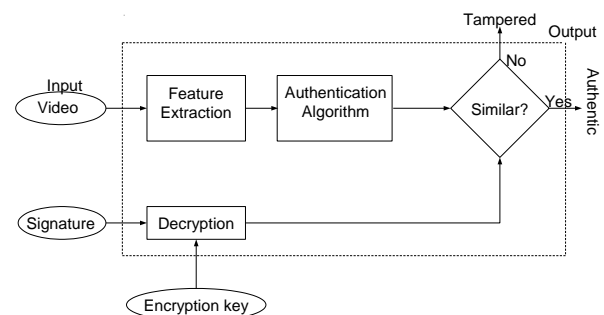 Tampered
Output
No
Input
Video
Feature
Extraction
Authentication
Algorithm
Similar?
Yes
Authentic
Signature
Decryption
Encryption key